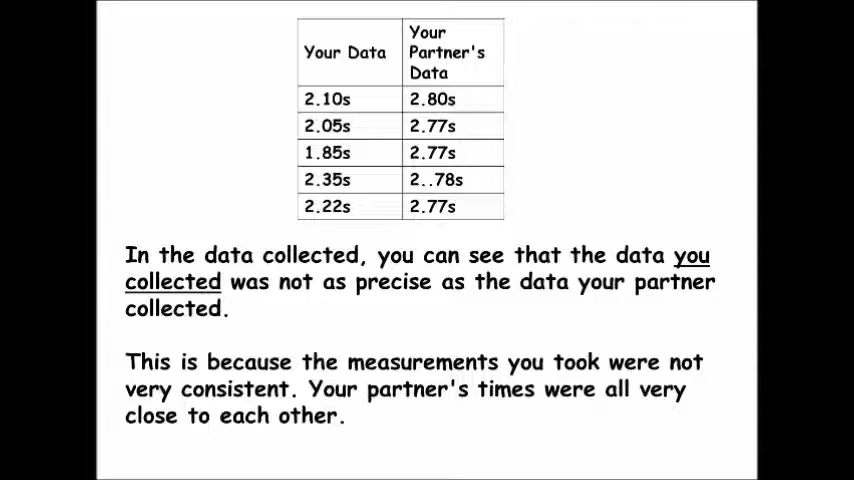 Your Data Your Partner's Data
2.10s 2.80s
2.05s 2.77s
1.85s 2.77s
2.35s 2..78s
2.22s 2.77s
In the data collected, you can see that the data you
collected was not as precise as the data your partner
collected.
This is because the measurements you took were not
very consistent. Your partner's times were all very
close to each other.